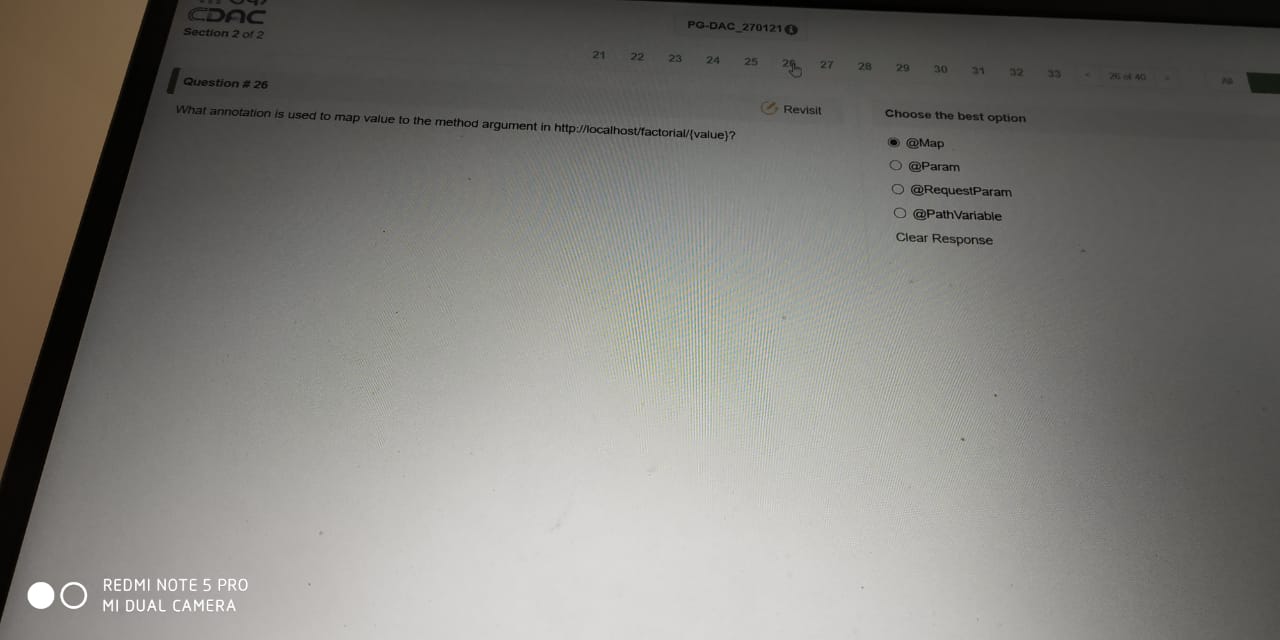 CDAC
Section 2 of 2
PG-DAC_270121
21 22 23 24 25 26 27 28 29 30 31 32 33 < 26 of 40 > All
Question # 26
Revisit
What annotation is used to map value to the method argument in http://localhost/factorial/{value}?
Choose the best option
@Map
@Param
@RequestParam
@PathVariable
Clear Response
REDMI NOTE 5 PRO
MI DUAL CAMERA